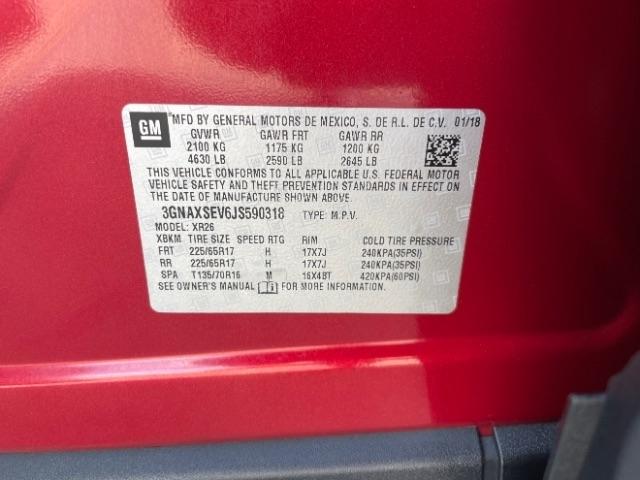 GM
MFD BY GENERAL MOTORS DE MEXICO, S. DE R.L. DE C.V. 01/18
GVWR GAWR FRT GAWR RR
2100 KG 1175 KG 1200 KG
4630 LB 2590 LB 2645 LB
THIS VEHICLE CONFORMS TO ALL APPLICABLE U.S. FEDERAL MOTOR
VEHICLE SAFETY AND THEFT PREVENTION STANDARDS IN EFFECT ON
THE DATE OF MANUFACTURE SHOWN ABOVE.
3GNAXSEV6JS590318 TYPE: M.P.V.
MODEL: XR26
XBKM TIRE SIZE SPEED RTG RIM COLD TIRE PRESSURE
FRT 225/65R17 H 17X7J 240KPA(35PSI)
RR 225/65R17 H 17X7J 240KPA(35PSI)
SPA T135/70R16 M 16X4BT 420KPA(60PSI)
SEE OWNER'S MANUAL FOR MORE INFORMATION.